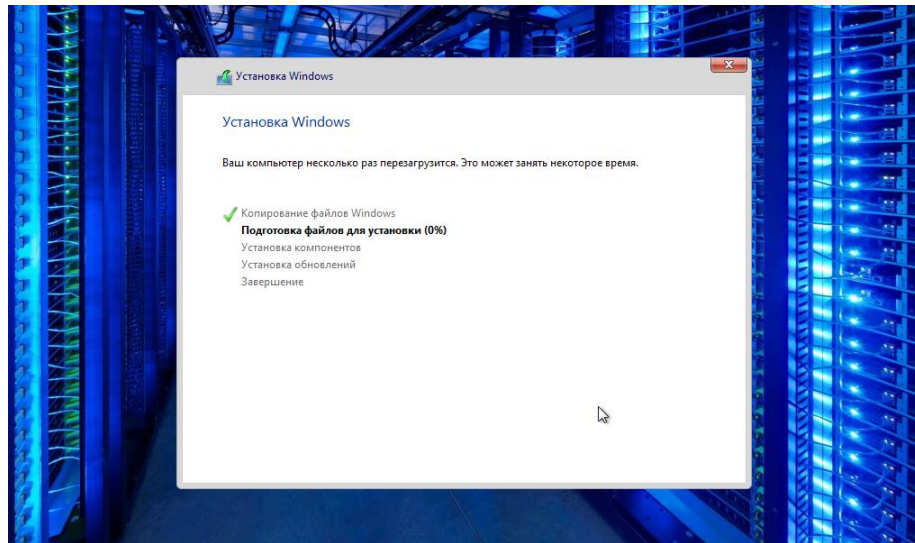 Установка Windows
Установка Windows
Ваш компьютер несколько раз перезагрузится. Это может занять некоторое время.
Копирование файлов Windows
Подготовка файлов для установки (0%)
Установка компонентов
Установка обновлений
Завершение